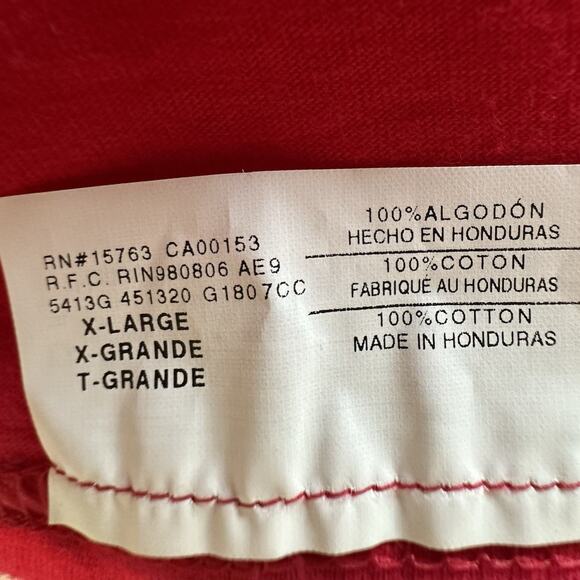 RN#15763 CA00153
R.F.C. RIN980806 AE9
5413G 451320 G1807CC
X-LARGE
X-GRANDE
T-GRANDE
100%ALGODÓN
HECHO EN HONDURAS
100%COTON
FABRIQUÉ AU HONDURAS
100%COTTON
MADE IN HONDURAS